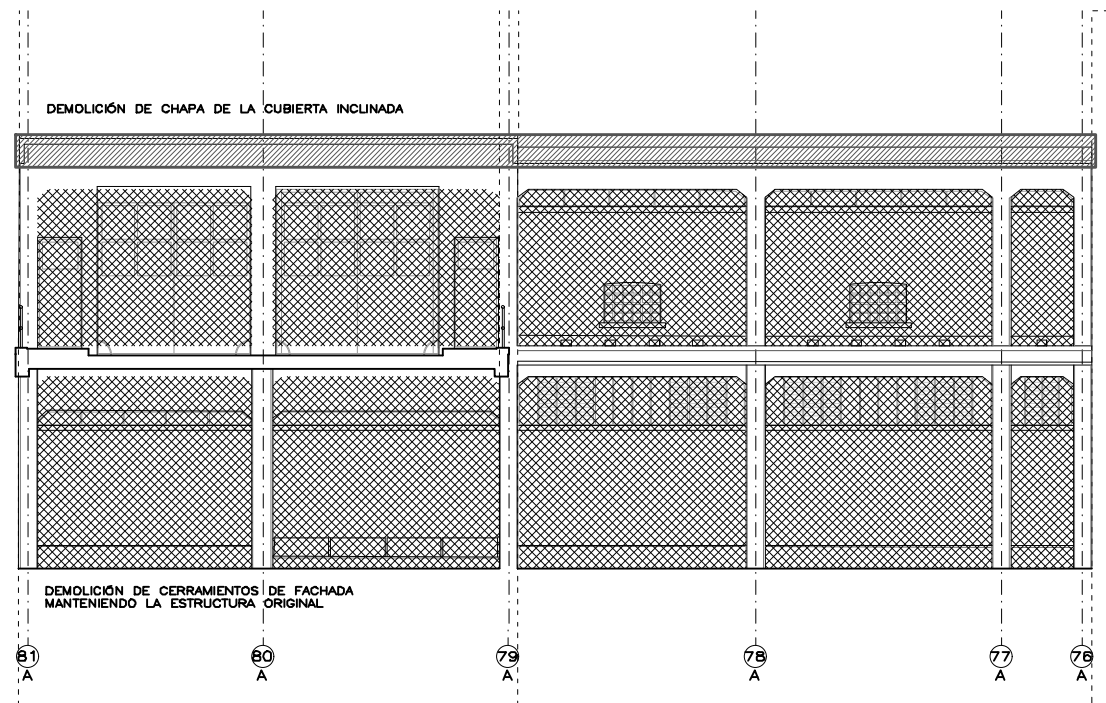 DEMOLICIÓN DE CHAPA DE LA CUBIERTA INCLINADA
DEMOLICIÓN DE CERRAMIENTOS DE FACHADA
MANTENIENDO LA ESTRUCTURA ORIGINAL
81 80 79 78 77 76
A A A A A A